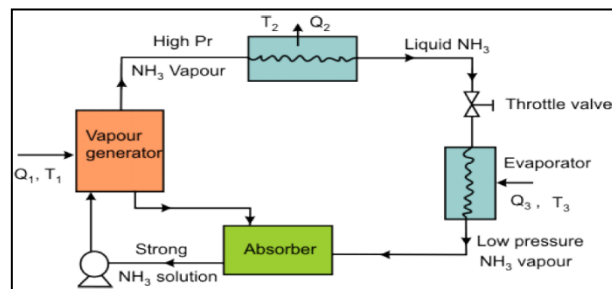 T2 Q2
High Pr
NH3 Vapour
Liquid NH3
Throttle valve
Vapour
generator
Q1, T1
Evaporator
Q3 , T3
Absorber
Strong
NH3 solution
Low pressure
NH3 vapour